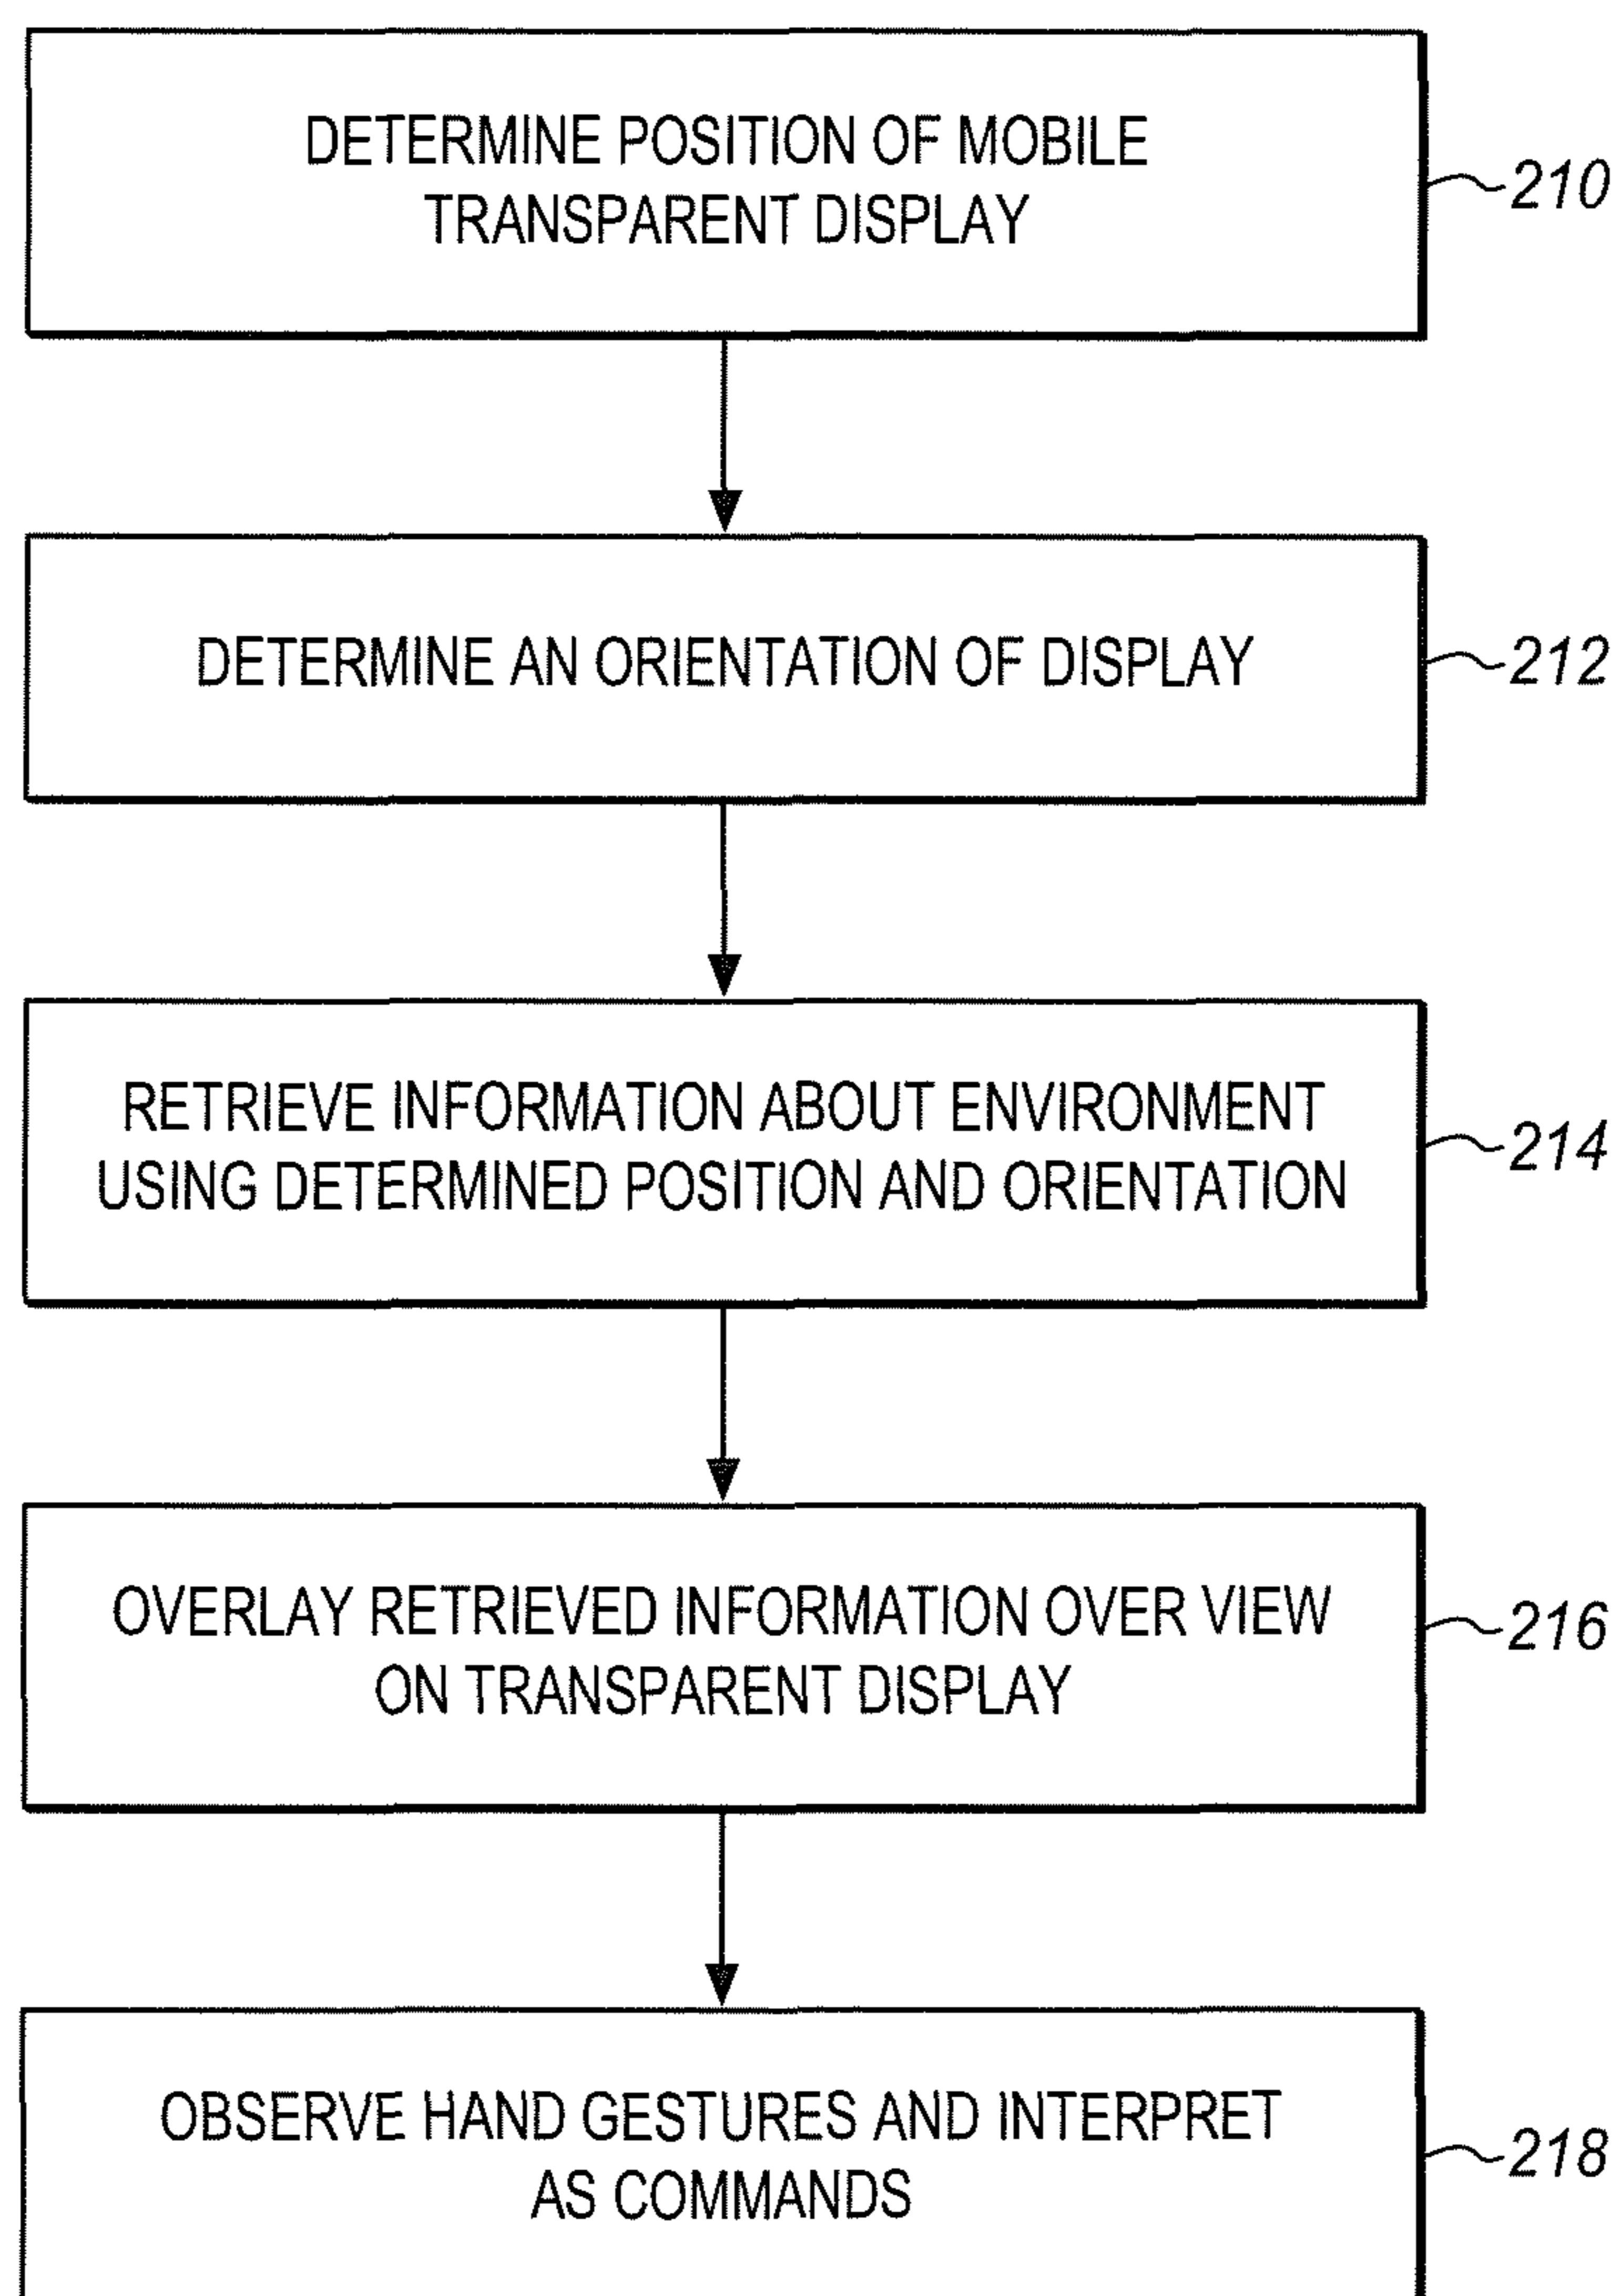 DETERMINE POSITION OF MOBILE
TRANSPARENT DISPLAY
210
DETERMINE AN ORIENTATION OF DISPLAY
212
RETRIEVE INFORMATION ABOUT ENVIRONMENT
USING DETERMINED POSITION AND ORIENTATION
214
OVERLAY RETRIEVED INFORMATION OVER VIEW
ON TRANSPARENT DISPLAY
216
OBSERVE HAND GESTURES AND INTERPRET
AS COMMANDS
218